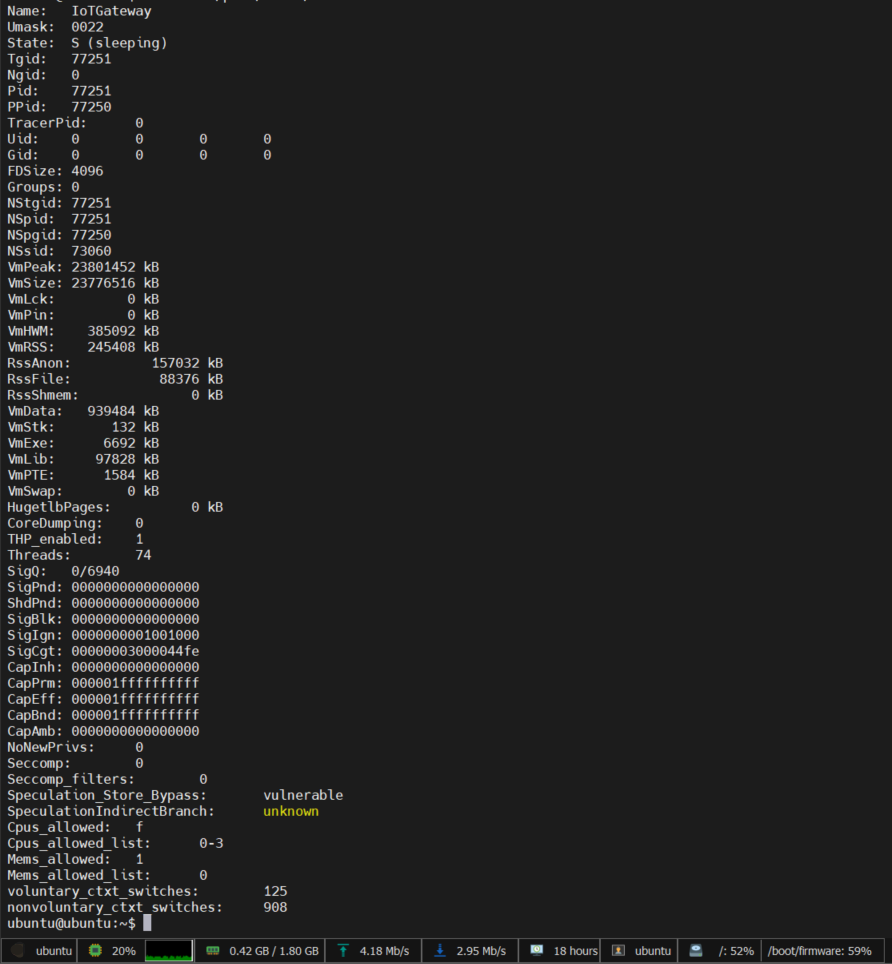 Name:   IoTGateway
Umask:  0022
State:  S (sleeping)
Tgid:   77251
Ngid:   0
Pid:    77251
PPid:   77250
TracerPid:      0
Uid:    0       0       0       0
Gid:    0       0       0       0
FDSize: 4096
Groups: 0
NStgid: 77251
NSpid:  77251
NSpgid: 77250
NSsid:  73060
VmPeak: 23801452 kB
VmSize: 23776516 kB
VmLck:         0 kB
VmPin:         0 kB
VmHWM:    385092 kB
VmRSS:    245408 kB
RssAnon:          157032 kB
RssFile:           88376 kB
RssShmem:              0 kB
VmData:   939484 kB
VmStk:       132 kB
VmExe:      6692 kB
VmLib:     97828 kB
VmPTE:      1584 kB
VmSwap:        0 kB
HugetlbPages:          0 kB
CoreDumping:    0
THP_enabled:    1
Threads:        74
SigQ:   0/6940
SigPnd: 0000000000000000
ShdPnd: 0000000000000000
SigBlk: 0000000000000000
SigIgn: 0000000001001000
SigCgt: 00000003000044fe
CapInh: 0000000000000000
CapPrm: 000001ffffffffff
CapEff: 000001ffffffffff
CapBnd: 000001ffffffffff
CapAmb: 0000000000000000
NoNewPrivs:     0
Seccomp:        0
Seccomp_filters:        0
Speculation_Store_Bypass:       vulnerable
SpeculationIndirectBranch:      unknown
Cpus_allowed:   f
Cpus_allowed_list:      0-3
Mems_allowed:   1
Mems_allowed_list:      0
voluntary_ctxt_switches:        125
nonvoluntary_ctxt_switches:     908
ubuntu@ubuntu:~$
ubuntu 20% 0.42 GB / 1.80 GB 4.18 Mb/s 2.95 Mb/s 18 hours ubuntu /: 52% /boot/firmware: 59%